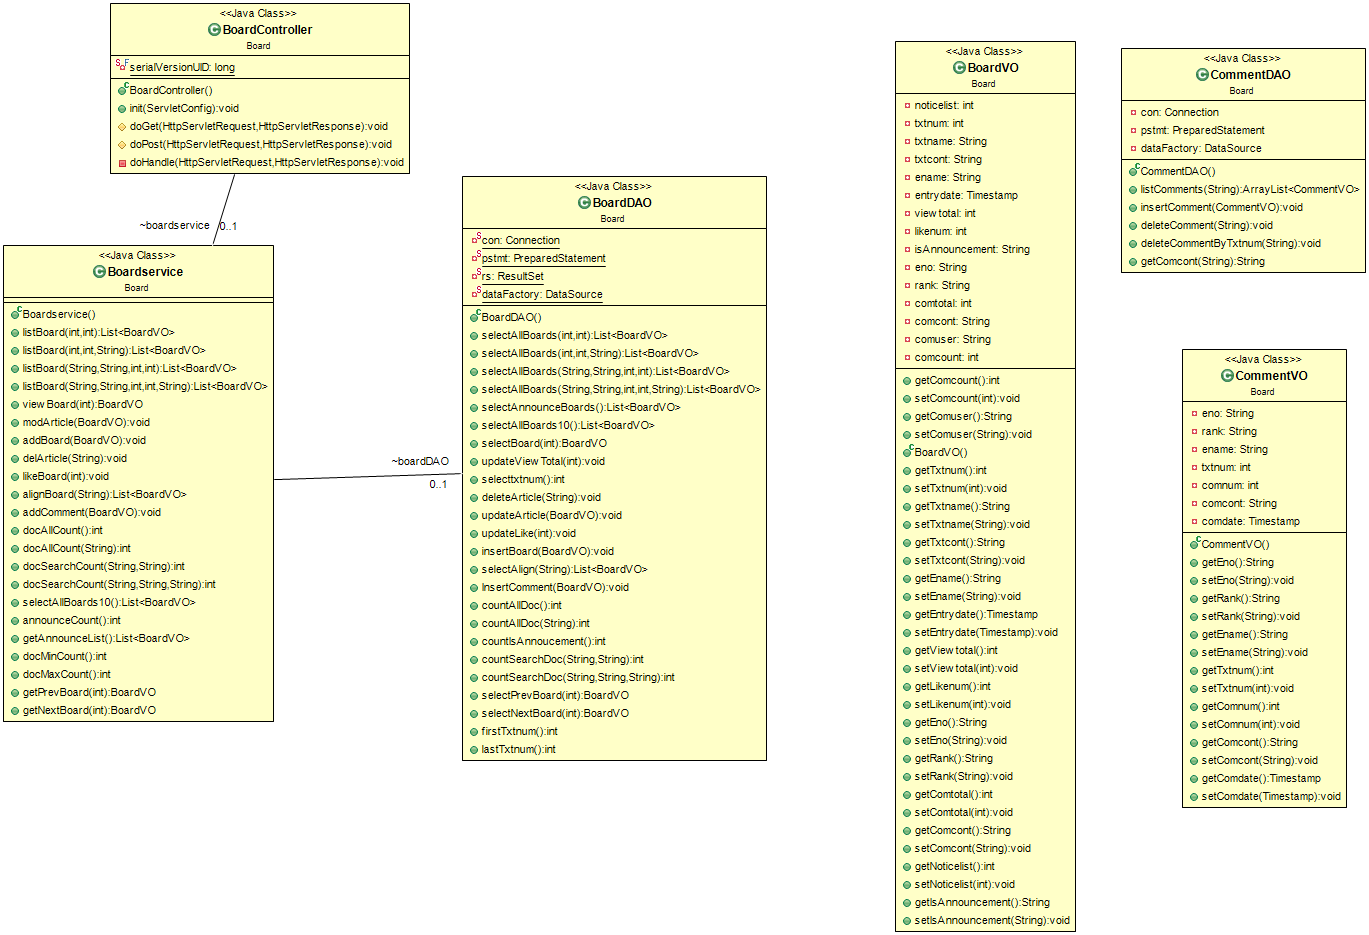 <<Java Class>>
BoardController
Board
serialVersionUID: long
BoardController()
init(ServletConfig):void
doGet(HttpServletRequest,HttpServletResponse):void
doPost(HttpServletRequest,HttpServletResponse):void
doHandle(HttpServletRequest,HttpServletResponse):void
~boardservice
0..1
<<Java Class>>
Boardservice
Board
Boardservice()
listBoard(int,int):List<BoardVO>
listBoard(int,int,String):List<BoardVO>
listBoard(String,String,int,int):List<BoardVO>
listBoard(String,String,int,int,String):List<BoardVO>
viewBoard(int):BoardVO
modArticle(BoardVO):void
addBoard(BoardVO):void
delArticle(String):void
likeBoard(int):void
alignBoard(String):List<BoardVO>
addComment(BoardVO):void
docAllCount():int
docAllCount(String):int
docSearchCount(String,String):int
docSearchCount(String,String,String):int
selectAllBoards10():List<BoardVO>
announceCount():int
getAnnounceList():List<BoardVO>
docMinCount():int
docMaxCount():int
getPrevBoard(int):BoardVO
getNextBoard(int):BoardVO
~boardDAO
0..1
<<Java Class>>
BoardDAO
Board
con: Connection
pstmt: PreparedStatement
rs: ResultSet
dataFactory: DataSource
BoardDAO()
selectAllBoards(int,int):List<BoardVO>
selectAllBoards(int,int,String):List<BoardVO>
selectAllBoards(String,String,int,int):List<BoardVO>
selectAllBoards(String,String,int,int,String):List<BoardVO>
selectAnnounceBoards():List<BoardVO>
selectAllBoards10():List<BoardVO>
selectBoard(int):BoardVO
updateViewTotal(int):void
selecttxtnum():int
deleteArticle(String):void
updateArticle(BoardVO):void
updateLike(int):void
insertBoard(BoardVO):void
selectAlign(String):List<BoardVO>
InsertComment(BoardVO):void
countAllDoc():int
countAllDoc(String):int
countIsAnnoucement():int
countSearchDoc(String,String):int
countSearchDoc(String,String,String):int
selectPrevBoard(int):BoardVO
selectNextBoard(int):BoardVO
firstTxtnum():int
lastTxtnum():int
<<Java Class>>
BoardVO
Board
noticelist: int
txtnum: int
txtname: String
txtcont: String
ename: String
entrydate: Timestamp
viewtotal: int
likenum: int
isAnnouncement: String
eno: String
rank: String
comtotal: int
comcont: String
comuser: String
comcount: int
getComcount():int
setComcount(int):void
getComuser():String
setComuser(String):void
BoardVO()
getTxtnum():int
setTxtnum(int):void
getTxtname():String
setTxtname(String):void
getTxtcont():String
setTxtcont(String):void
getEname():String
setEname(String):void
getEntrydate():Timestamp
setEntrydate(Timestamp):void
getViewtotal():int
setViewtotal(int):void
getLikenum():int
setLikenum(int):void
getEno():String
setEno(String):void
getRank():String
setRank(String):void
getComtotal():int
setComtotal(int):void
getComcont():String
setComcont(String):void
getNoticelist():int
setNoticelist(int):void
getIsAnnouncement():String
setIsAnnouncement(String):void
<<Java Class>>
CommentDAO
Board
con: Connection
pstmt: PreparedStatement
dataFactory: DataSource
CommentDAO()
listComments(String):ArrayList<CommentVO>
insertComment(CommentVO):void
deleteComment(String):void
deleteCommentByTxtnum(String):void
getComcont(String):String
<<Java Class>>
CommentVO
Board
eno: String
rank: String
ename: String
txtnum: int
comnum: int
comcont: String
comdate: Timestamp
CommentVO()
getEno():String
setEno(String):void
getRank():String
setRank(String):void
getEname():String
setEname(String):void
getTxtnum():int
setTxtnum(int):void
getComnum():int
setComnum(int):void
getComcont():String
setComcont(String):void
getComdate():Timestamp
setComdate(Timestamp):void